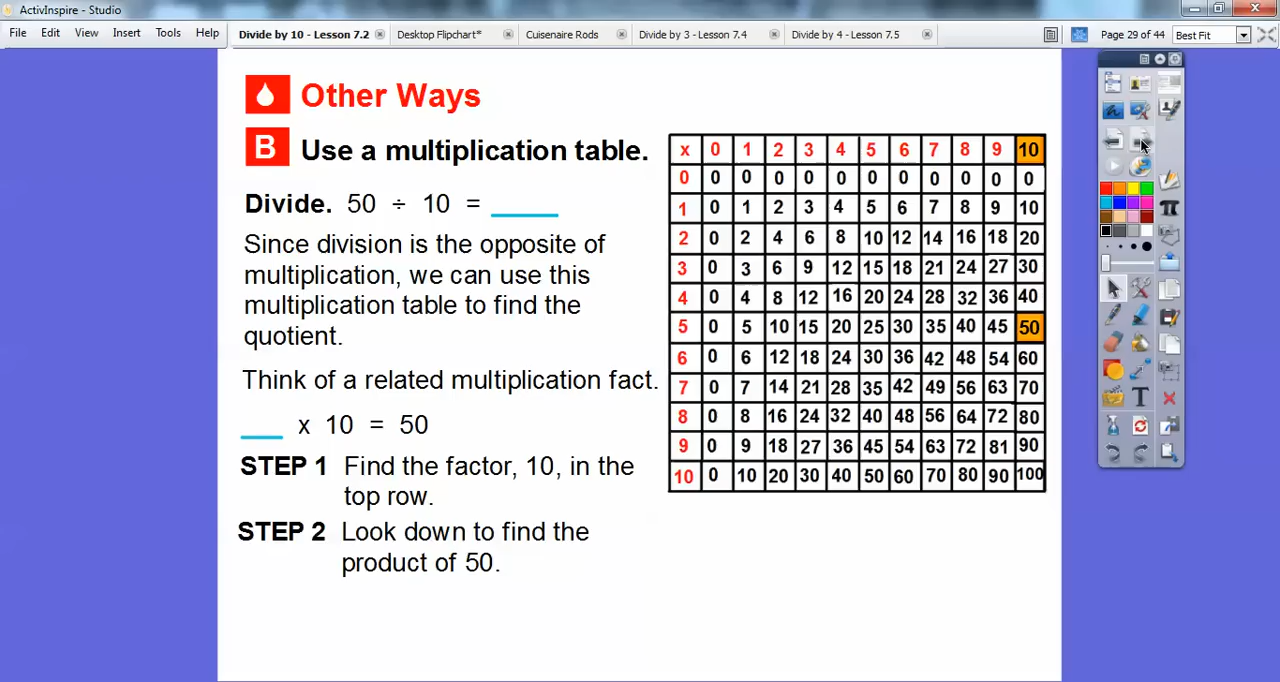 ActivInspire - Studio
File Edit View Insert Tools Help
Divide by 10 - Lesson 7.2 Desktop Flipchart* Cuisenaire Rods Divide by 3 - Lesson 7.4 Divide by 4 - Lesson 7.5 Page 29 of 44 Best Fit
Other Ways
B Use a multiplication table.
Divide. 50 ÷ 10 = ____
Since division is the opposite of
multiplication, we can use this
multiplication table to find the
quotient.
Think of a related multiplication fact.
___ x 10 = 50
STEP 1 Find the factor, 10, in the
top row.
STEP 2 Look down to find the
product of 50.
x 0 1 2 3 4 5 6 7 8 9 10
0 0 0 0 0 0 0 0 0 0 0 0
1 0 1 2 3 4 5 6 7 8 9 10
2 0 2 4 6 8 10 12 14 16 18 20
3 0 3 6 9 12 15 18 21 24 27 30
4 0 4 8 12 16 20 24 28 32 36 40
5 0 5 10 15 20 25 30 35 40 45 50
6 0 6 12 18 24 30 36 42 48 54 60
7 0 7 14 21 28 35 42 49 56 63 70
8 0 8 16 24 32 40 48 56 64 72 80
9 0 9 18 27 36 45 54 63 72 81 90
10 0 10 20 30 40 50 60 70 80 90 100